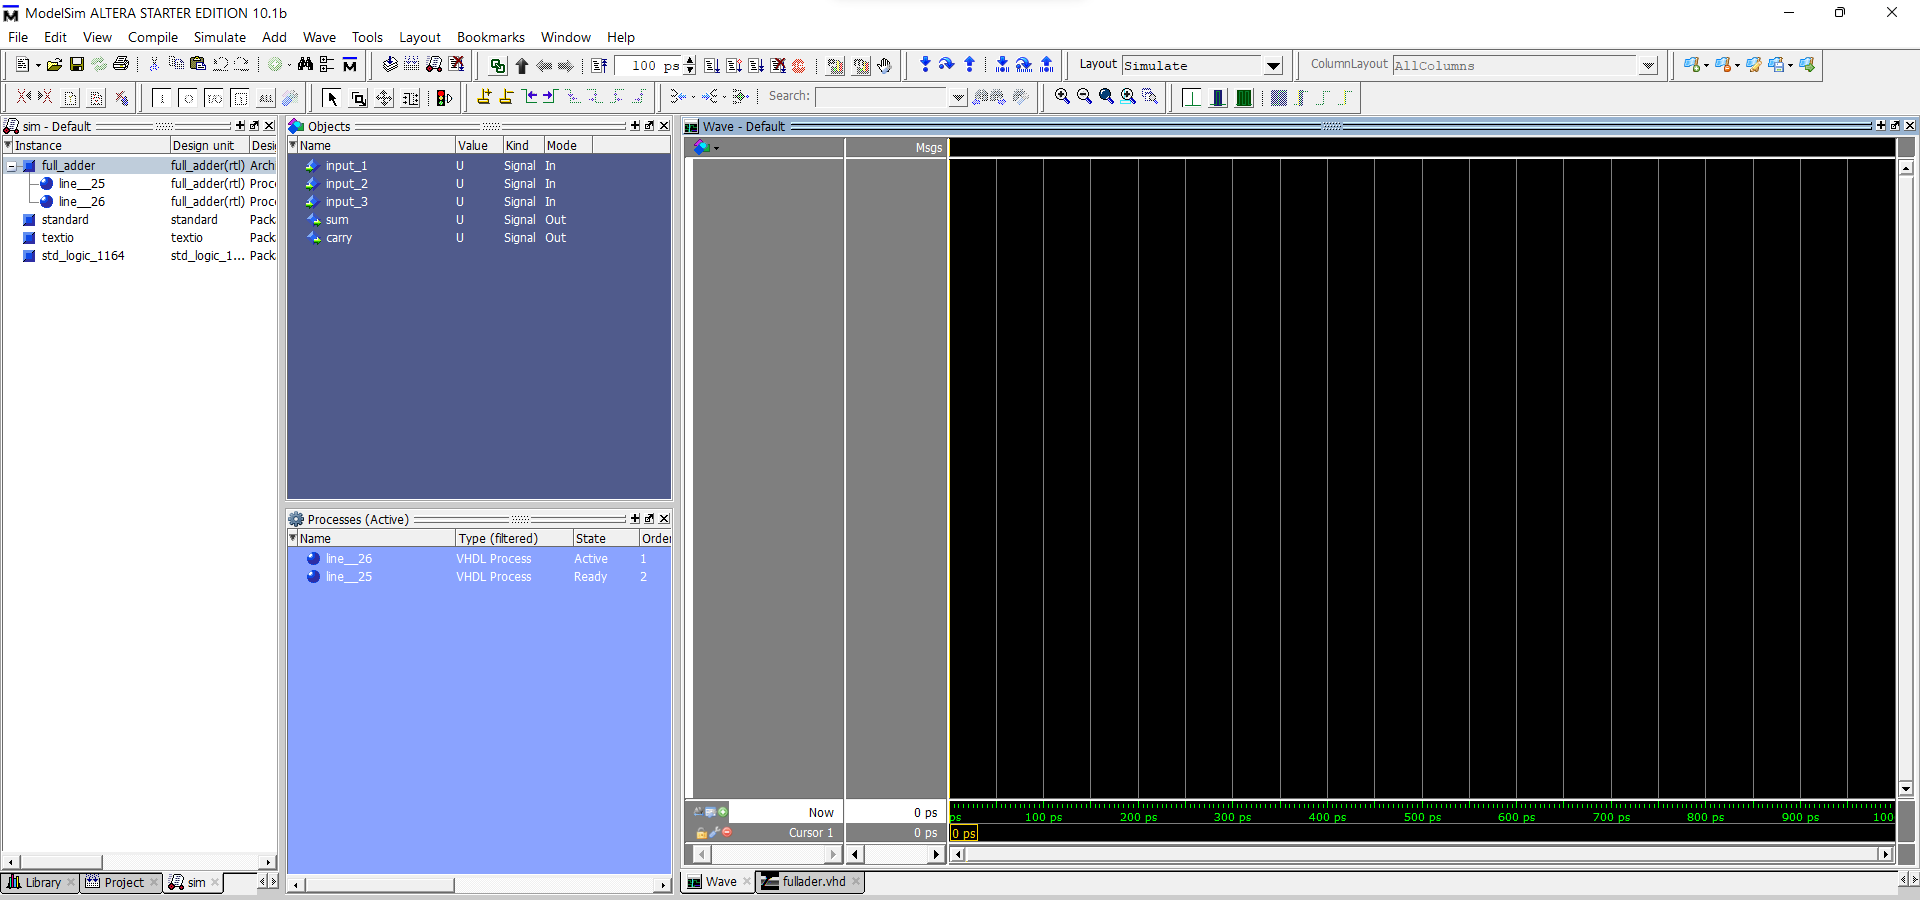 ModelSim ALTERA STARTER EDITION 10.1b
File Edit View Compile Simulate Add Wave Tools Layout Bookmarks Window Help
100 ps
Layout Simulate
ColumnLayout AllColumns
Search:
sim - Default
Instance Design unit Desi
full_adder full_adder(rtl) Archi
line__25 full_adder(rtl) Proc
line__26 full_adder(rtl) Proc
standard standard Pack
textio textio Pack
std_logic_1164 std_logic_1... Pack
Library Project sim
Objects
Name Value Kind Mode
input_1 U Signal In
input_2 U Signal In
input_3 U Signal In
sum U Signal Out
carry U Signal Out
Processes (Active)
Name Type (filtered) State Order
line__26 VHDL Process Active 1
line__25 VHDL Process Ready 2
Wave - Default
Msgs
Now 0 ps
Cursor 1 0 ps
ps 100 ps 200 ps 300 ps 400 ps 500 ps 600 ps 700 ps 800 ps 900 ps 100
0 ps
Wave fullader.vhd